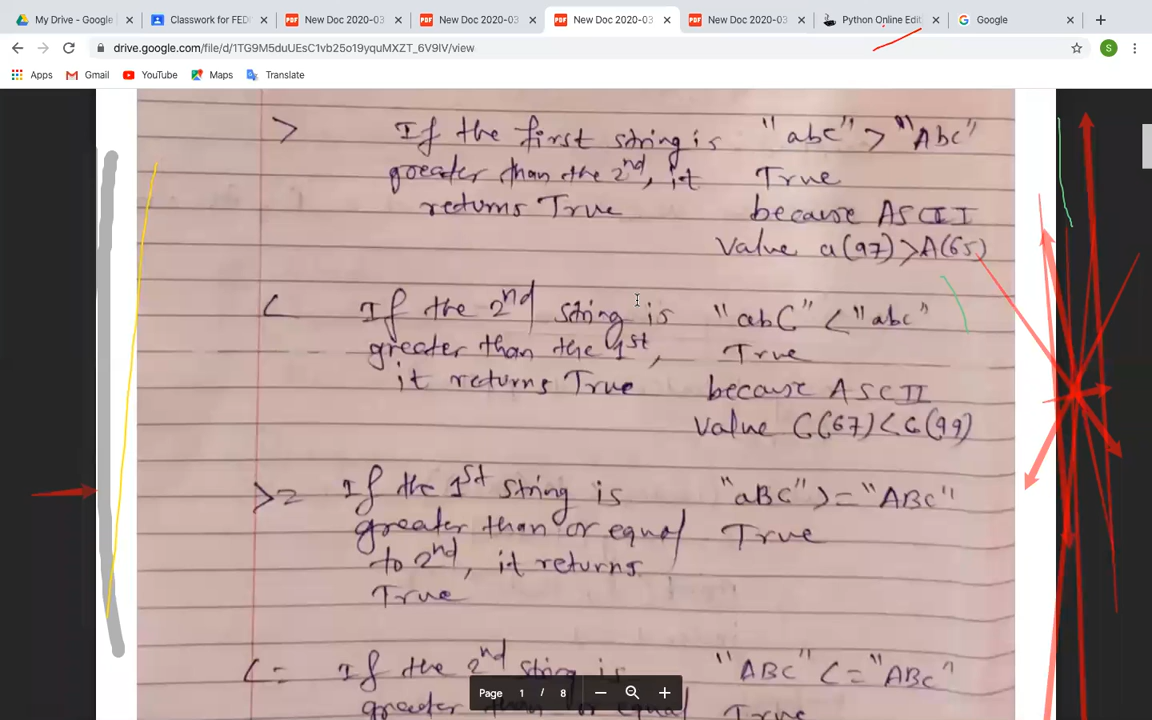 My Drive - Google
Classwork for FED
New Doc 2020-03
New Doc 2020-03
New Doc 2020-03
New Doc 2020-03
Python Online Edit
Google
drive.google.com/file/d/1TG9M5duUEsC1vb25o19yquMXZT_6V9lV/view
S
Apps
Gmail
YouTube
Maps
Translate
> If the first string is "abc" > "Abc"
greater than the 2nd, it True
returns True because ASCII
value a(97)>A(65)
< If the 2nd string is "abC" < "abc"
greater than the 1st, True
it returns True because ASCII
value C(67)<c(99)
>= If the 1st string is "aBC" >= "ABC"
greater than or equal True
to 2nd, it returns
True
<= If the 2nd string is "ABC" <= "ABC"
greater than or equal True
Page 1 / 8